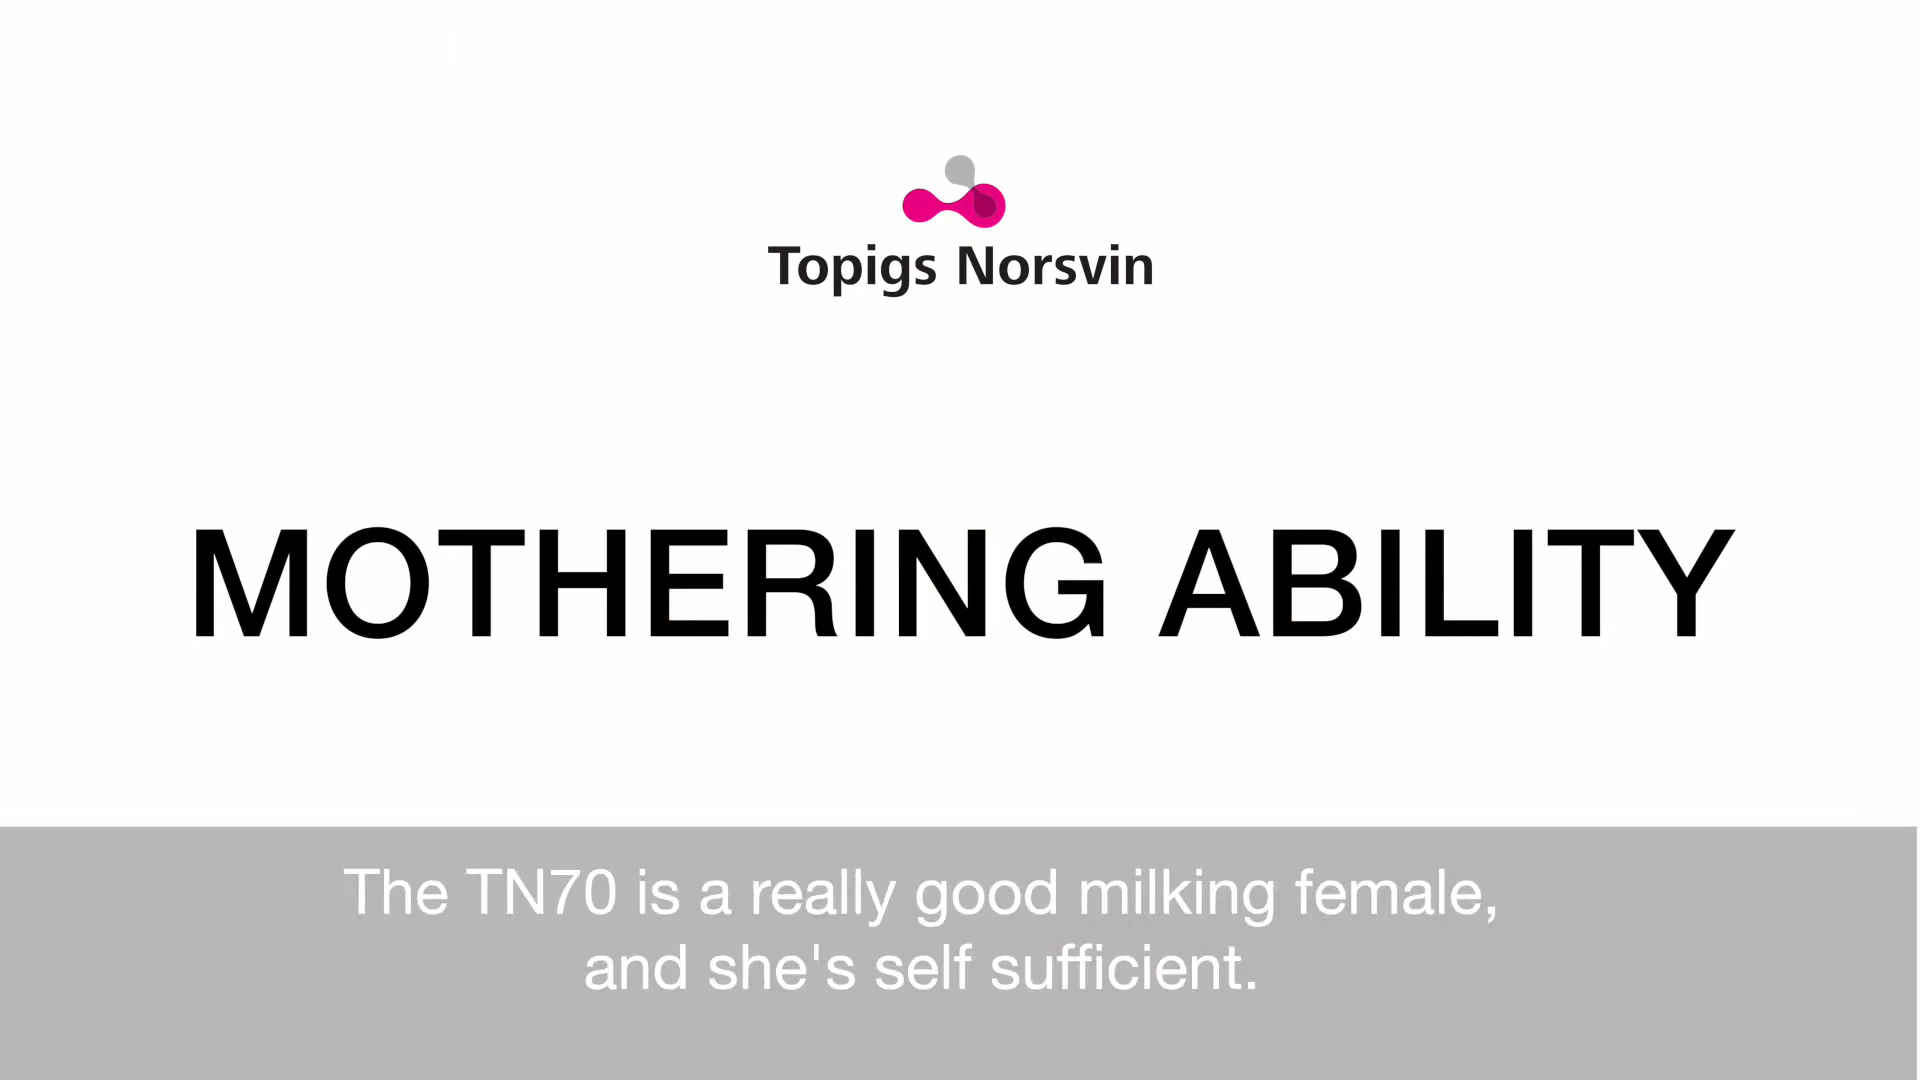 Topigs Norsvin
MOTHERING ABILITY
The TN70 is a really good milking female,
and she's self sufficient.